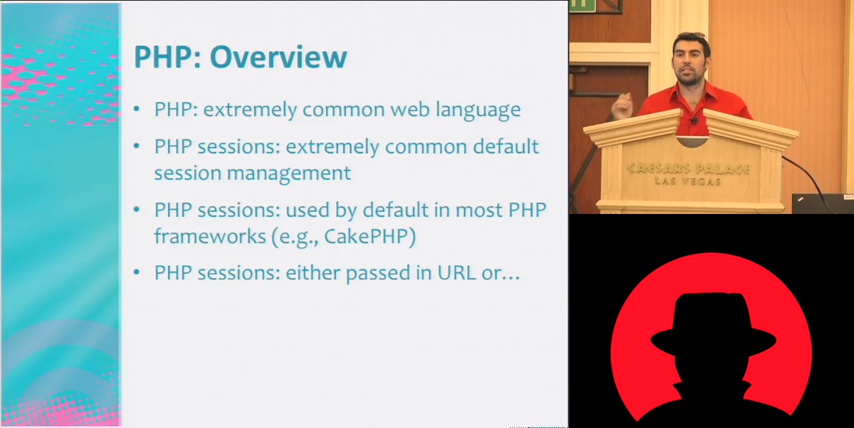 PHP: Overview
• PHP: extremely common web language
• PHP sessions: extremely common default
session management
• PHP sessions: used by default in most PHP
frameworks (e.g., CakePHP)
• PHP sessions: either passed in URL or…
CAESARS PALACE
LAS VEGAS